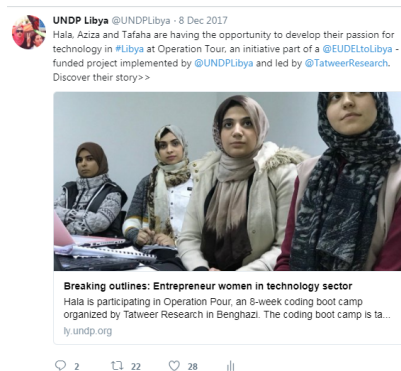 UNDP Libya @UNDPLibya · 8 Dec 2017
Hala, Aziza and Tafaha are having the opportunity to develop their passion for
technology in #Libya at Operation Tour, an initiative part of a @EUDELtoLibya -
funded project implemented by @UNDPLibya and led by @TatweerResearch.
Discover their story>>
Breaking outlines: Entrepreneur women in technology sector
Hala is participating in Operation Pour, an 8-week coding boot camp
organized by Tatweer Research in Benghazi. The coding boot camp is ta...
ly.undp.org
2 22 28